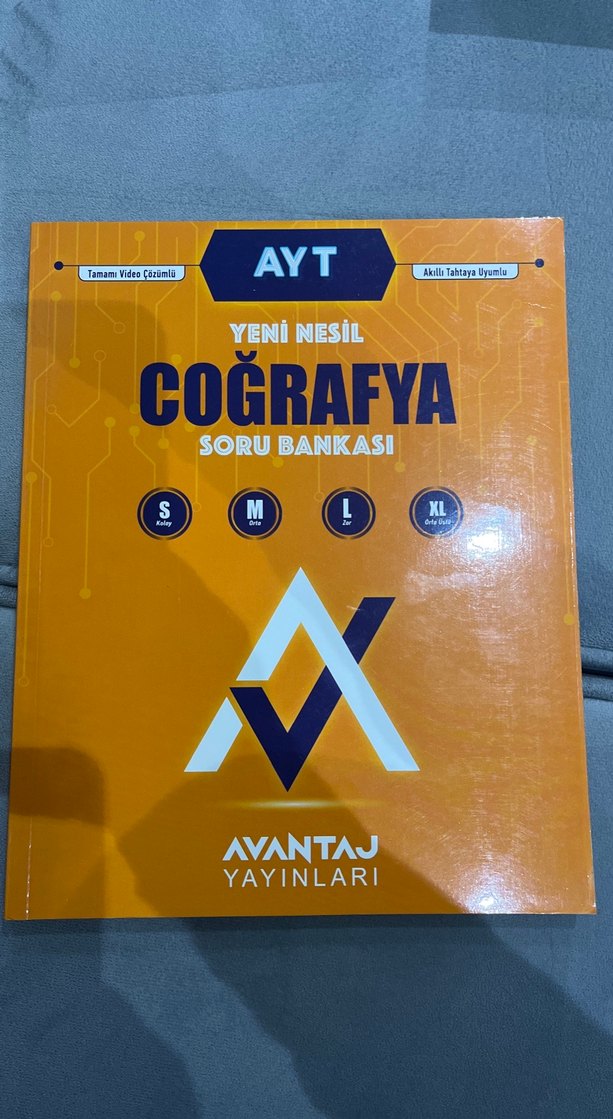 AYT
Tamamı Video Çözümlü
Akıllı Tahtaya Uyumlu
YENİ NESİL
COĞRAFYA
SORU BANKASI
S
Kolay
M
Orta
L
Zor
XL
Orta Üstü
AVANTAJ
YAYINLARI